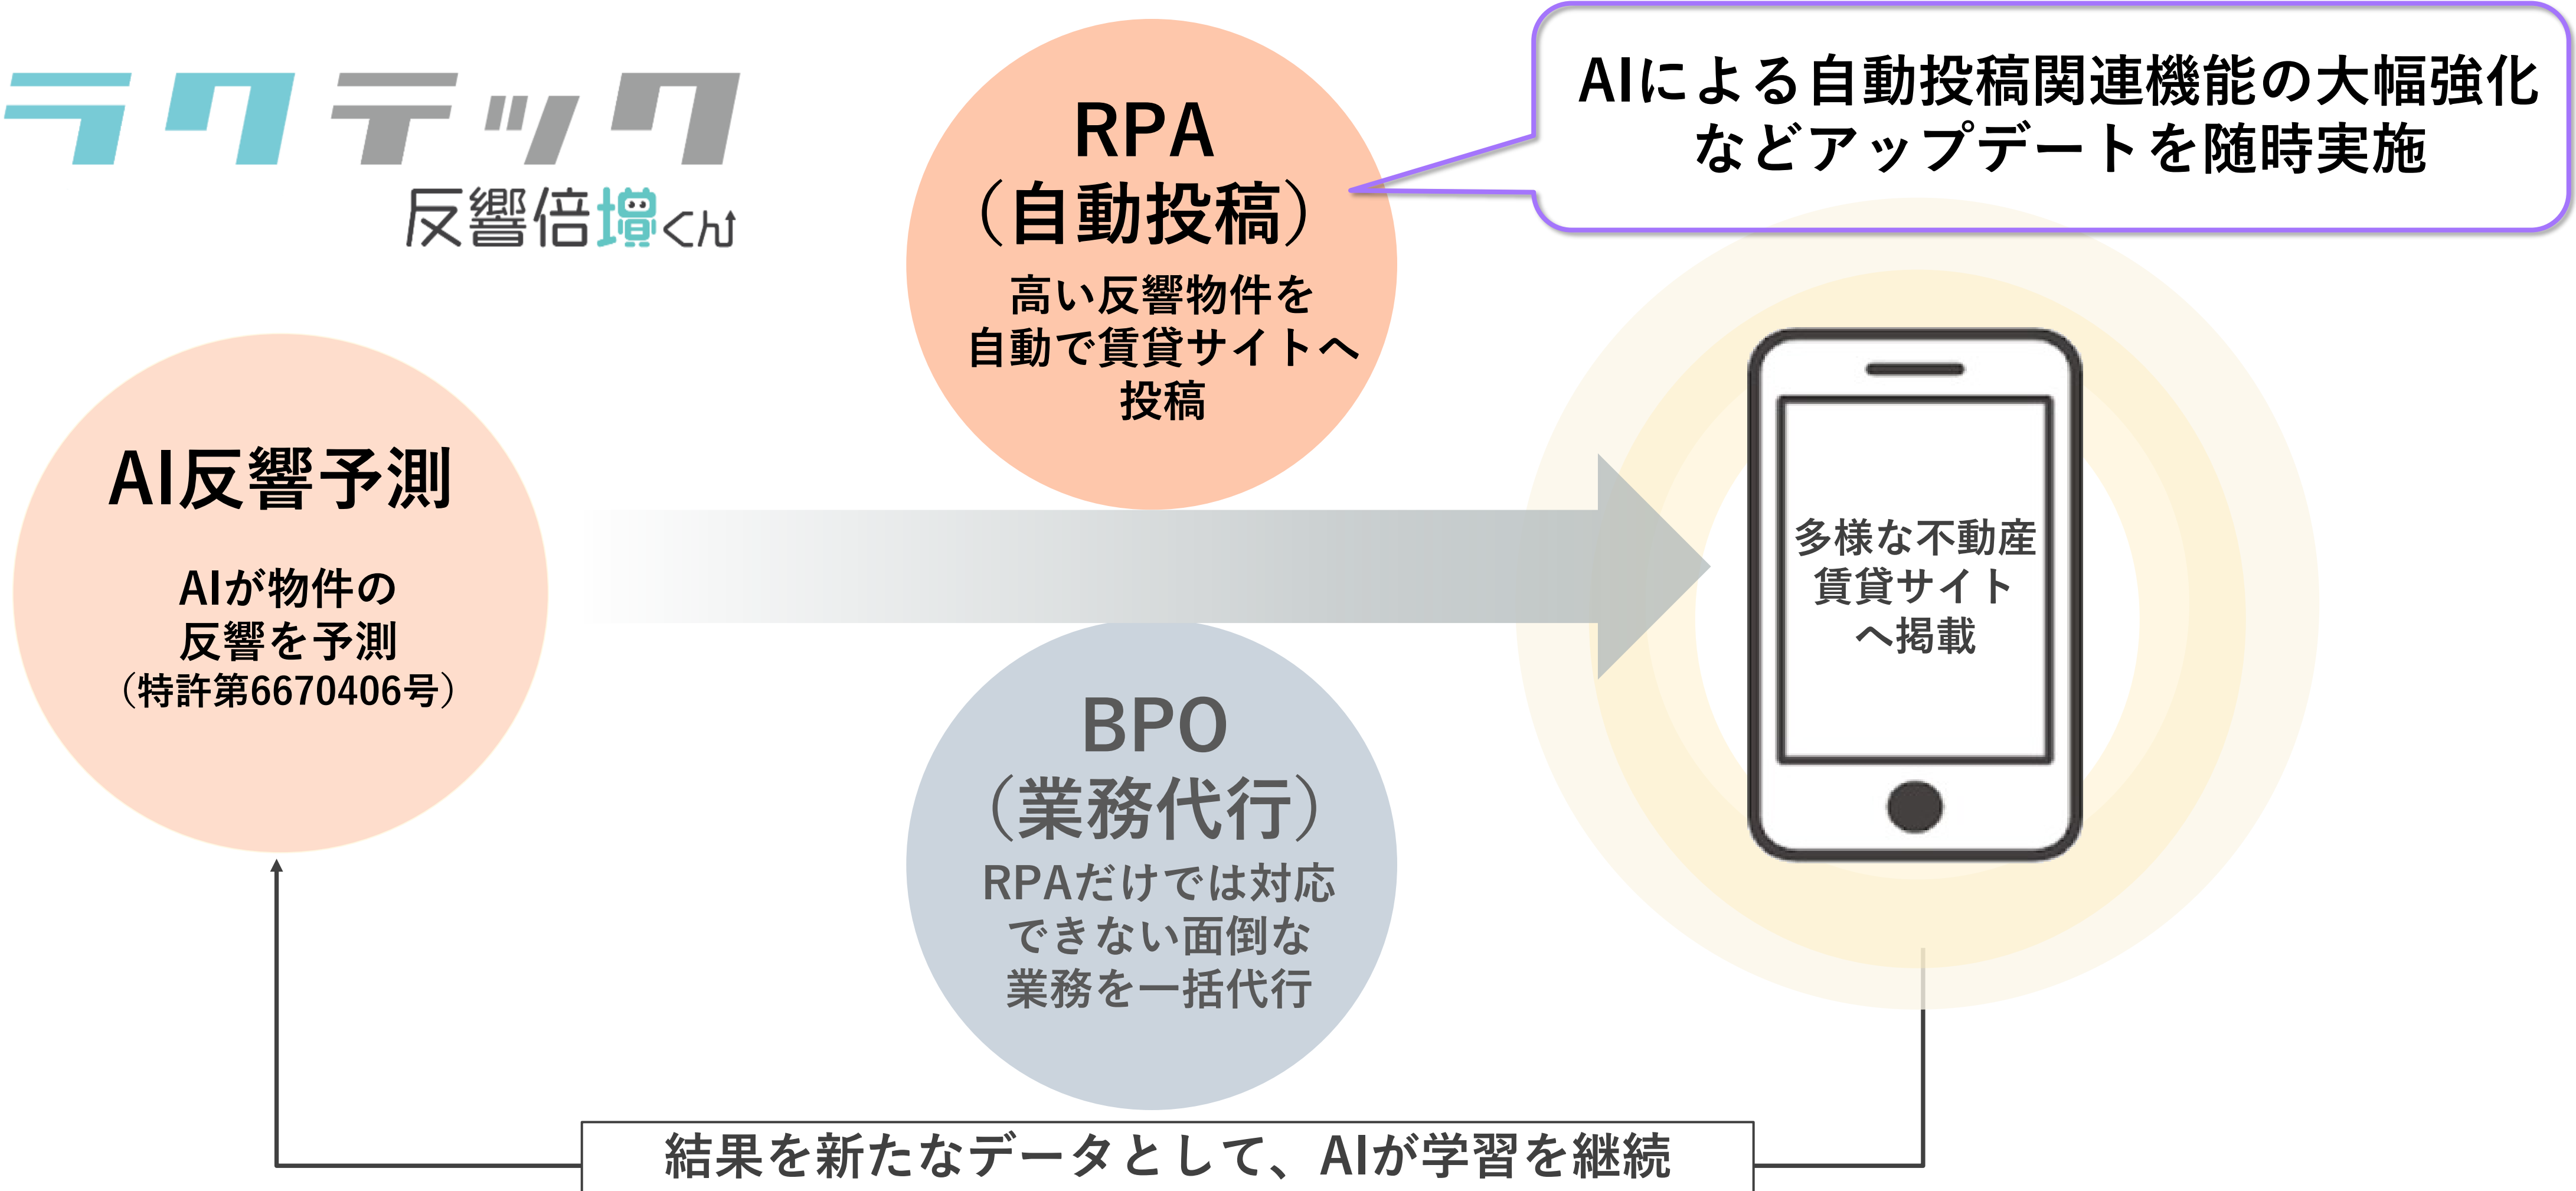 ラクテック
反響倍増くん
RPA
（自動投稿）
高い反響物件を
自動で賃貸サイトへ
投稿
AIによる自動投稿関連機能の大幅強化
などアップデートを随時実施
AI反響予測
AIが物件の
反響を予測
（特許第6670406号）
多様な不動産
賃貸サイト
へ掲載
BPO
（業務代行）
RPAだけでは対応
できない面倒な
業務を一括代行
結果を新たなデータとして、AIが学習を継続